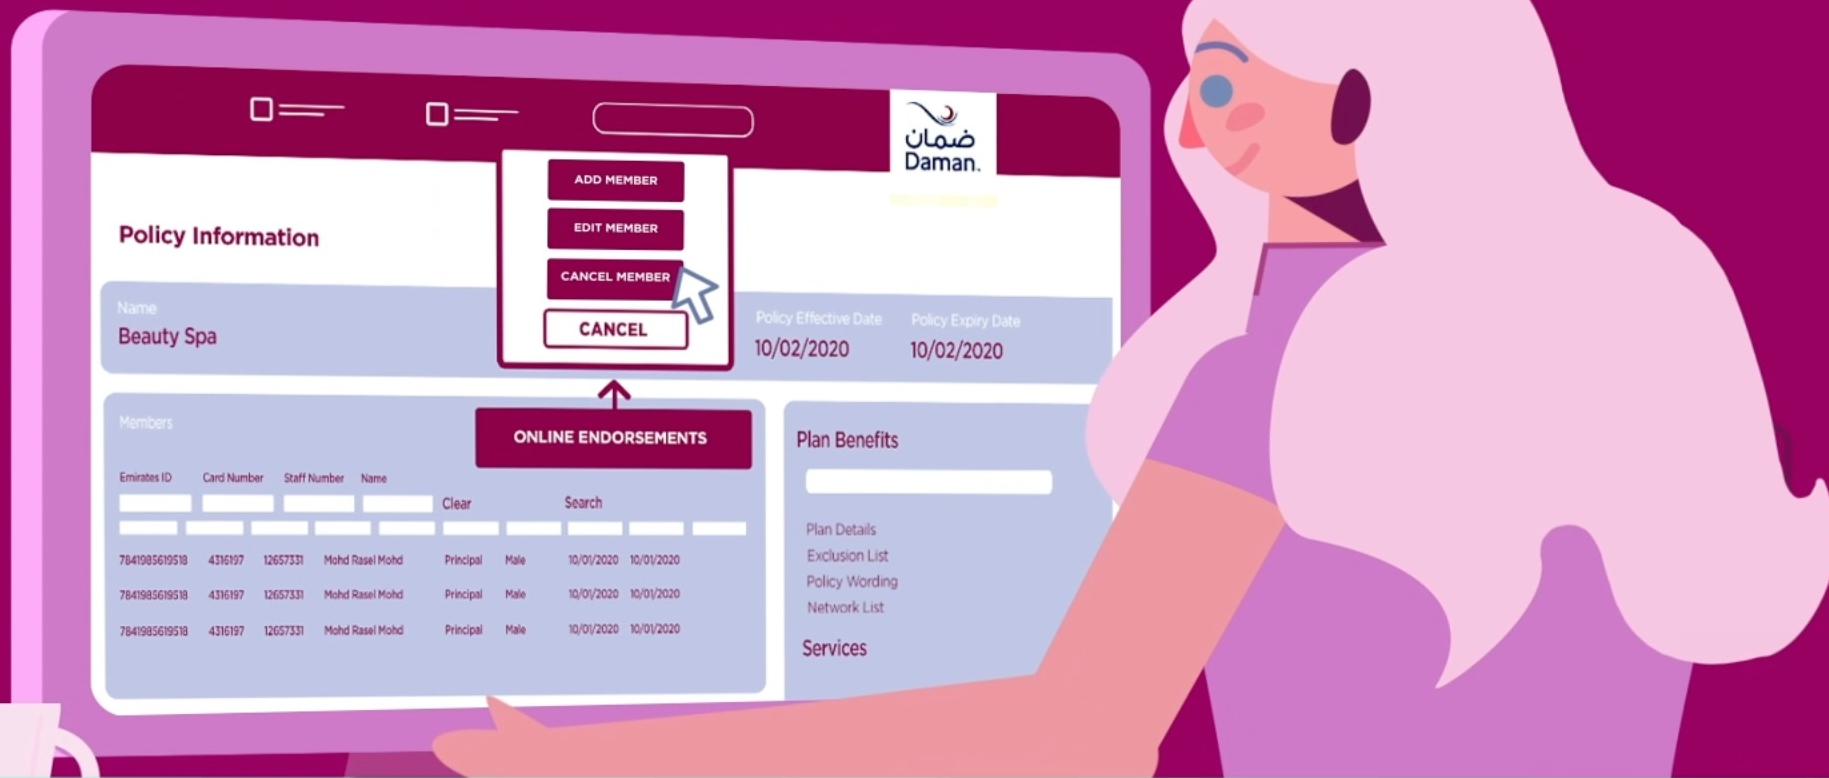 ضمان
Daman.
ADD MEMBER
EDIT MEMBER
CANCEL MEMBER
CANCEL
Policy Information
Name
Beauty Spa
Policy Effective Date
10/02/2020
Policy Expiry Date
10/02/2020
Members
ONLINE ENDORSEMENTS
Emirates ID Card Number Staff Number Name
Clear Search
7841985619518 4316197 12657331 Mohd Rasel Mohd Principal Male 10/01/2020 10/01/2020
7841985619518 4316197 12657331 Mohd Rasel Mohd Principal Male 10/01/2020 10/01/2020
7841985619518 4316197 12657331 Mohd Rasel Mohd Principal Male 10/01/2020 10/01/2020
Plan Benefits
Plan Details
Exclusion List
Policy Wording
Network List
Services